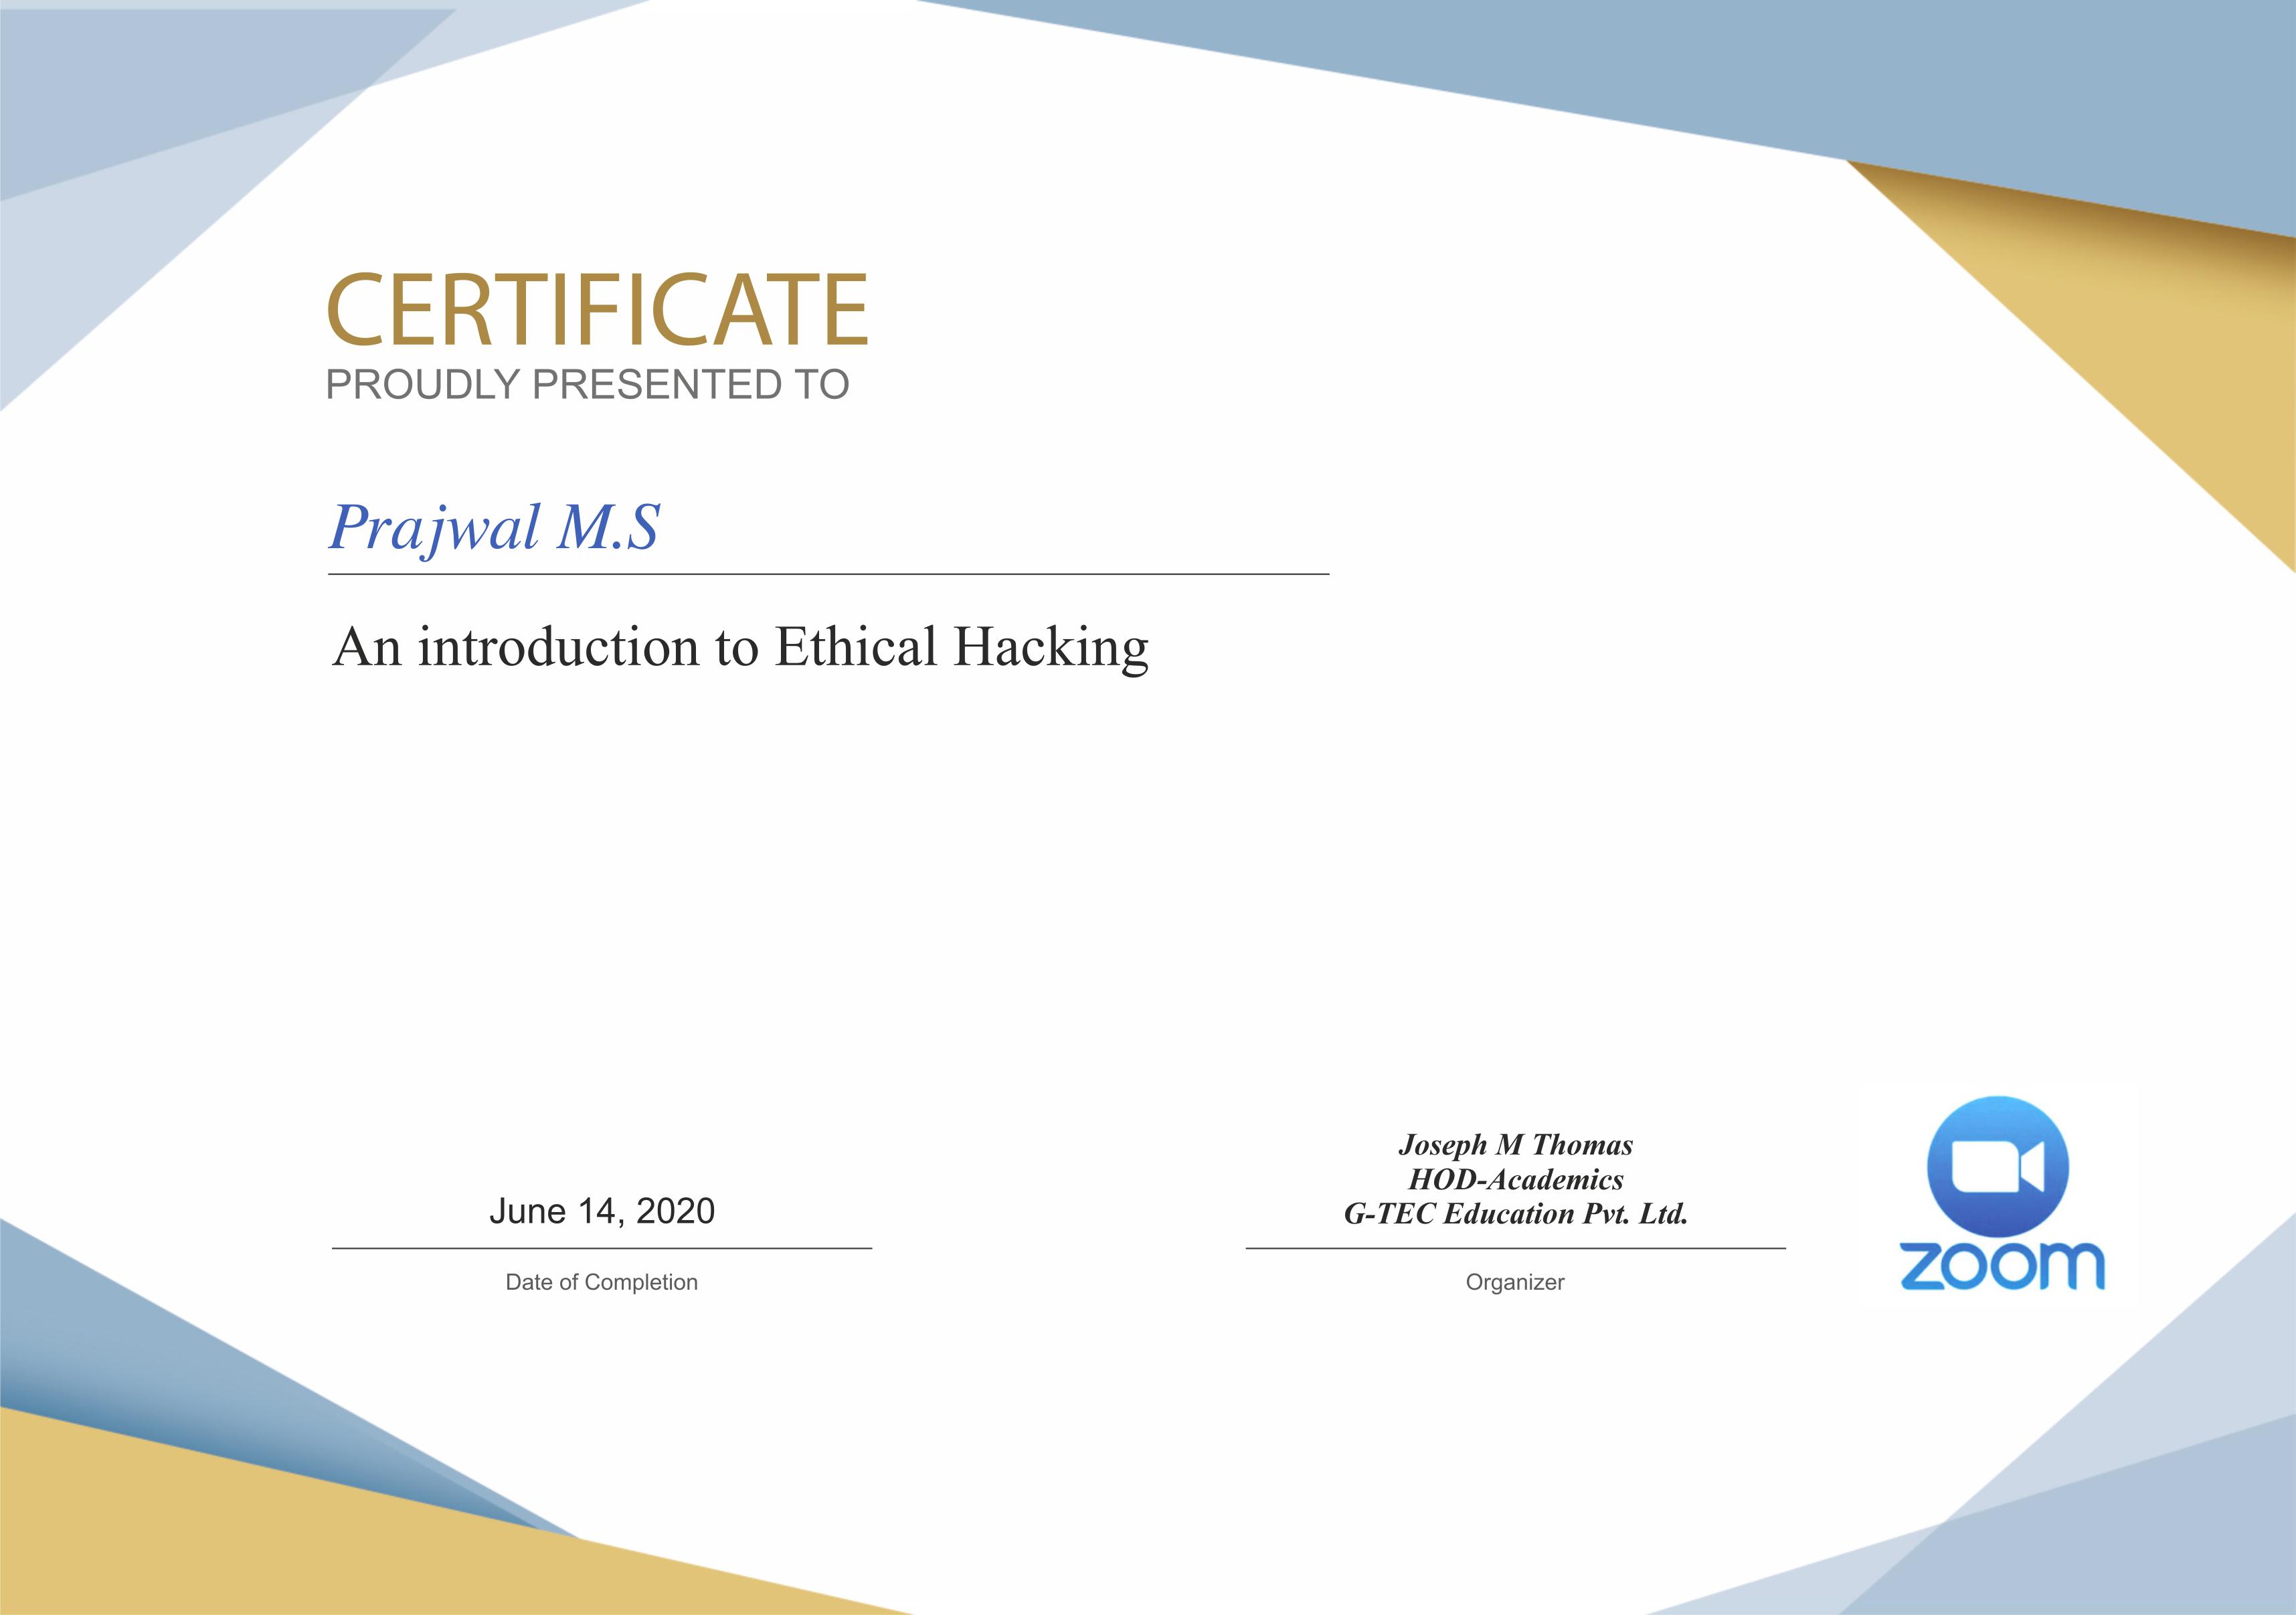 CERTIFICATE
PROUDLY PRESENTED TO
Prajwal M.S
An introduction to Ethical Hacking
June 14, 2020
Date of Completion
Joseph M Thomas
HOD-Academics
G-TEC Education Pvt. Ltd.
Organizer
zoom